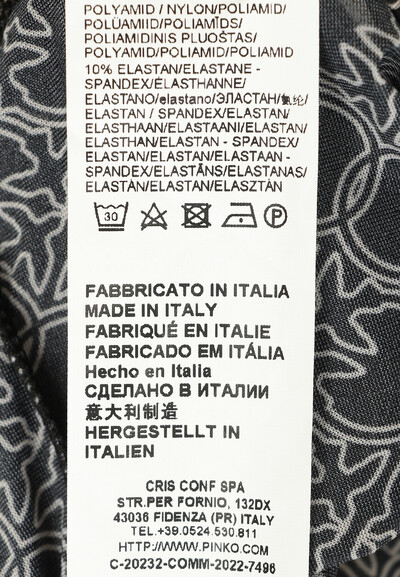 POLYAMID / NYLON/POLIAMID/
POLÜAMIID/POLIAMĪDS/
POLIAMIDINIS PLUOŠTAS/
POLYAMID/POLIAMID/POLIAMID
10% ELASTAN/ELASTANE -
SPANDEX/ÉLASTHANNE/
ELASTANO/elastano/ЭЛАСТАН/氨纶/
ELASTAN / SPANDEX/ELASTAN/
ELASTHAAN/ELASTAANI/ELASTAN/
ELASTHAN/ELASTAN - SPANDEX/
ELASTAN/ELASTAN/ELASTAAN -
SPANDEX/ELASTĀNS/ELASTANAS/
ELASTAN/ELASTAN/ELASZTÁN
30
P
FABBRICATO IN ITALIA
MADE IN ITALY
FABRIQUÉ EN ITALIE
FABRICADO EM ITÁLIA
Hecho en Italia
СДЕЛАНО В ИТАЛИИ
意大利制造
HERGESTELLT IN
ITALIEN
CRIS CONF SPA
STR.PER FORNIO, 132DX
43036 FIDENZA (PR) ITALY
TEL.+39.0524.530.811
HTTP://WWW.PINKO.COM
C-20232-COMM-2022-7496